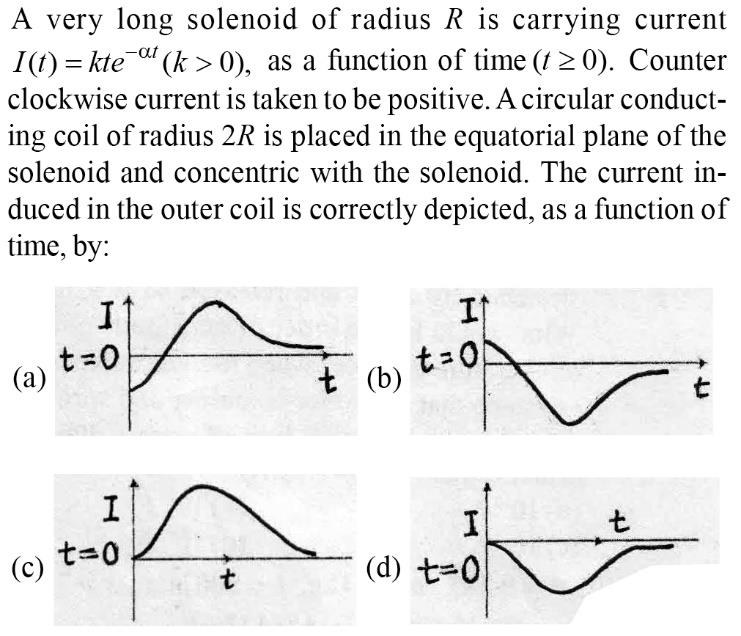 A very long solenoid of radius R is carrying current
I(t) = kte^{-αt} (k > 0), as a function of time (t ≥ 0). Counter
clockwise current is taken to be positive. A circular conduct-
ing coil of radius 2R is placed in the equatorial plane of the
solenoid and concentric with the solenoid. The current in-
duced in the outer coil is correctly depicted, as a function of
time, by:
(a) I t=0 t
(b) I t=0 t
(c) I t=0 t
(d) I t=0 t